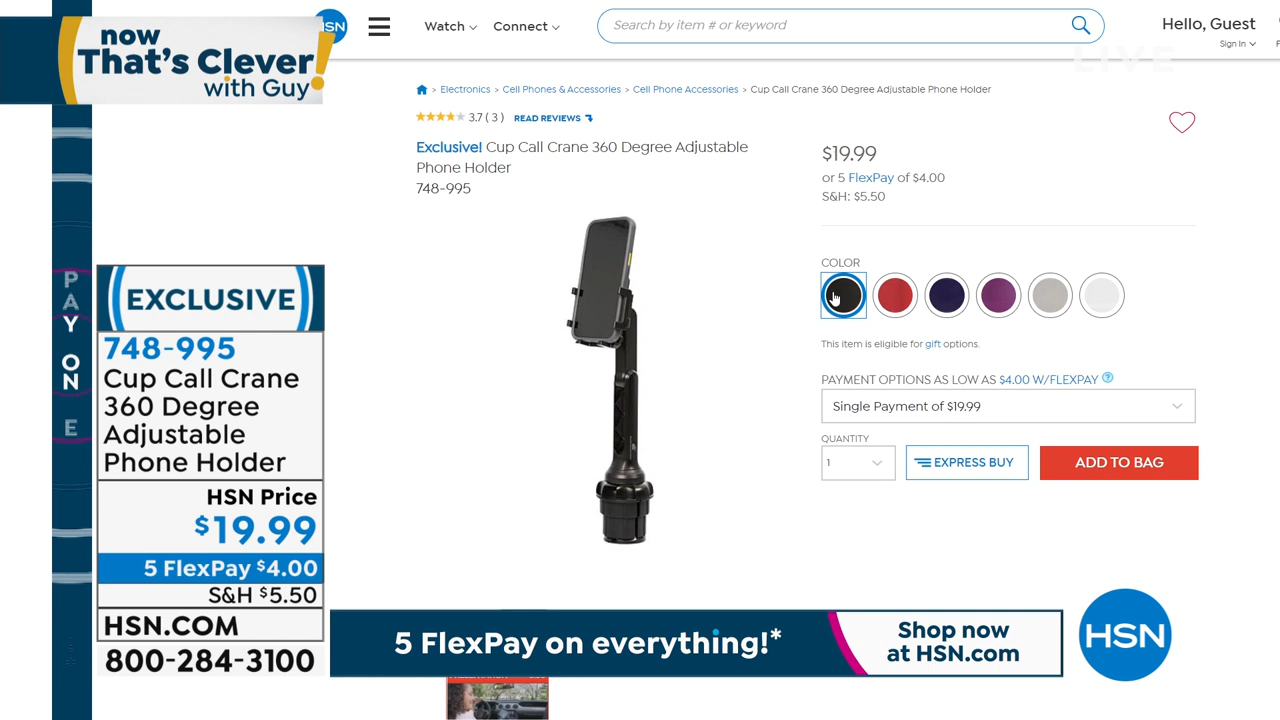 now
That's Clever!
with Guy
HSN
Watch
Connect
Search by item # or keyword
Hello, Guest
Sign In
LIVE
Electronics > Cell Phones & Accessories > Cell Phone Accessories > Cup Call Crane 360 Degree Adjustable Phone Holder
3.7 ( 3 ) READ REVIEWS
Exclusive! Cup Call Crane 360 Degree Adjustable
Phone Holder
748-995
$19.99
or 5 FlexPay of $4.00
S&H: $5.50
COLOR
This item is eligible for gift options.
PAYMENT OPTIONS AS LOW AS $4.00 W/FLEXPAY ?
Single Payment of $19.99
QUANTITY
1
EXPRESS BUY
ADD TO BAG
PAY
ON
E
EXCLUSIVE
748-995
Cup Call Crane
360 Degree
Adjustable
Phone Holder
HSN Price
$19.99
5 FlexPay $4.00
S&H $5.50
HSN.COM
800-284-3100
5 FlexPay on everything!*
Shop now
at HSN.com
HSN